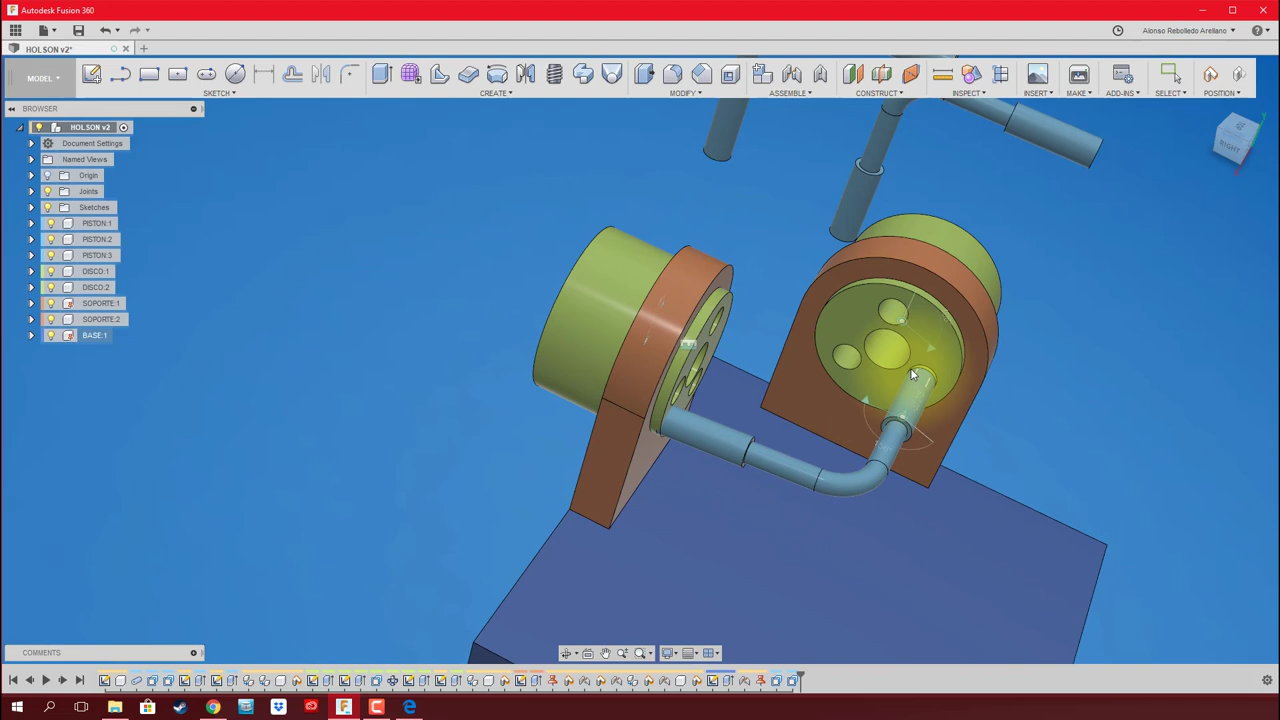 Autodesk Fusion 360
Alonso Rebolledo Arellano
HOLSON v2*
MODEL
SKETCH
CREATE
MODIFY
ASSEMBLE
CONSTRUCT
INSPECT
INSERT
MAKE
ADD-INS
SELECT
POSITION
BROWSER
HOLSON v2
Document Settings
Named Views
Origin
Joints
Sketches
PISTON:1
PISTON:2
PISTON:3
DISCO:1
DISCO:2
SOPORTE:1
SOPORTE:2
BASE:1
RIGHT
COMMENTS